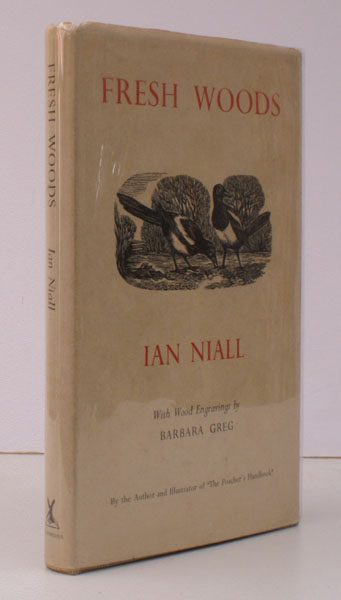 FRESH WOODS
Ian Niall
FRESH WOODS
IAN NIALL
With Wood Engravings by
BARBARA GREG
By the Author and Illustrator of "The Poacher's Handbook"